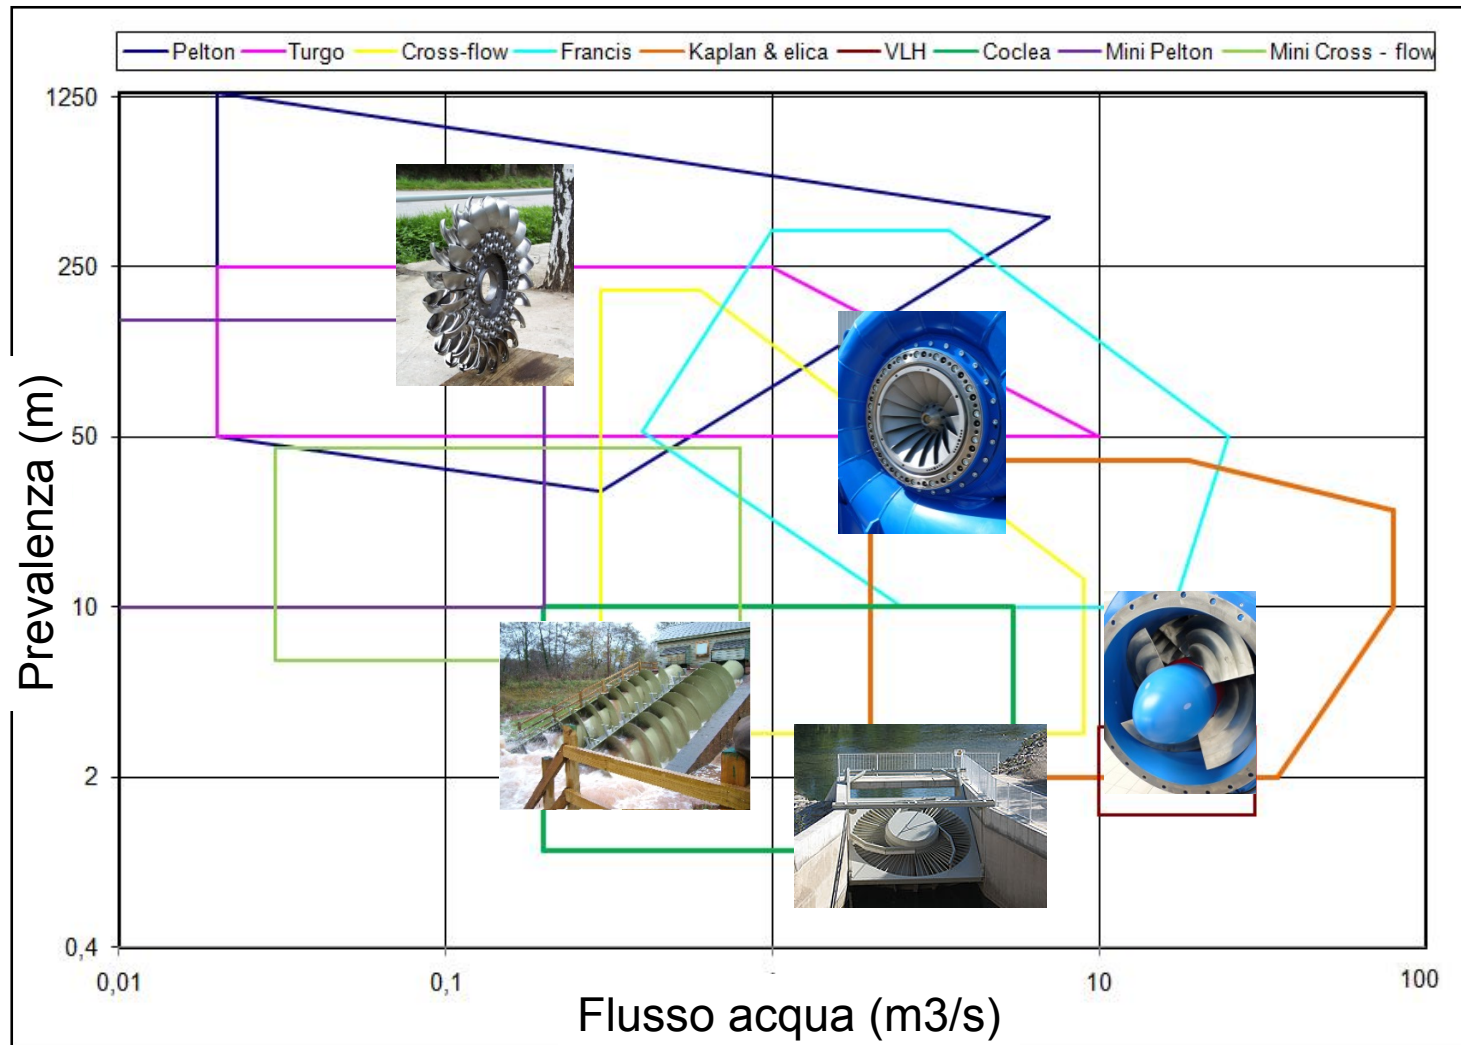 Pelton Turgo Cross-flow Francis Kaplan & elica VLH Coclea Mini Pelton Mini Cross - flow
1250
250
50
10
2
0,4
Prevalenza (m)
0,01 0,1 10 100
Flusso acqua (m3/s)